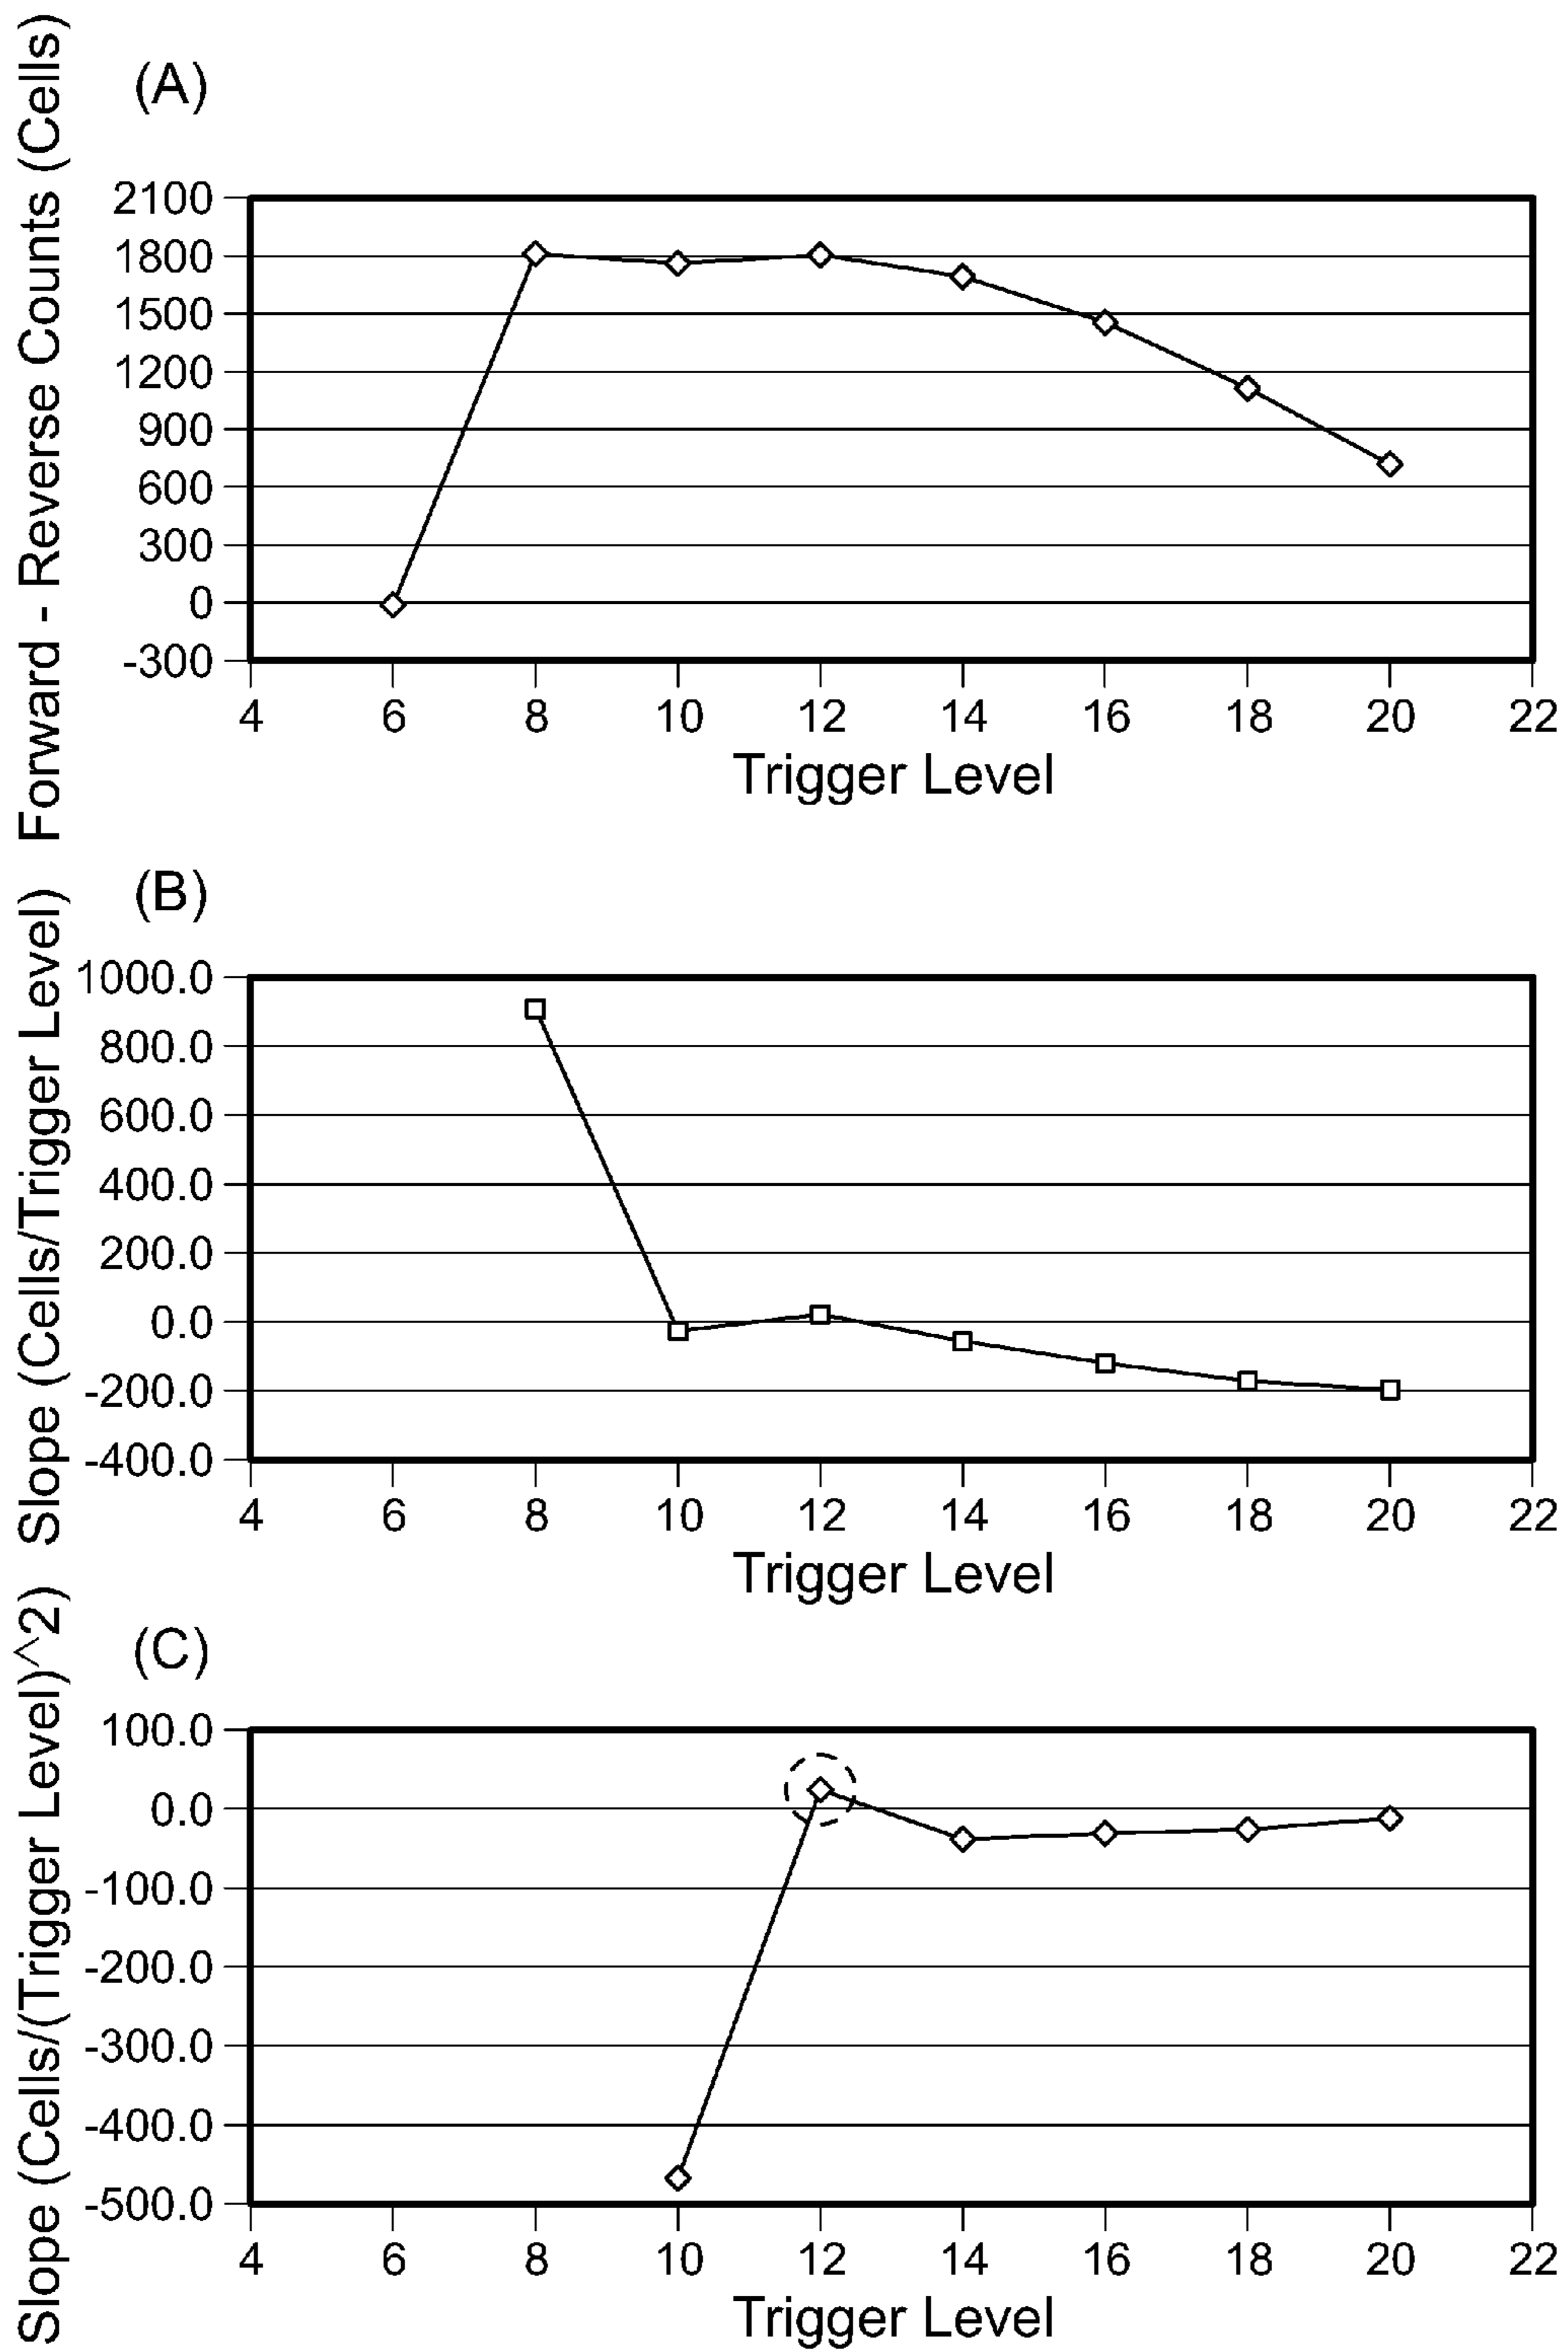 (A)
Forward - Reverse Counts (Cells)
2100
1800
1500
1200
900
600
300
0
-300
4 6 8 10 12 14 16 18 20 22
Trigger Level
(B)
Slope (Cells/Trigger Level)
1000.0
800.0
600.0
400.0
200.0
0.0
-200.0
-400.0
4 6 8 10 12 14 16 18 20 22
Trigger Level
(C)
Slope (Cells/(Trigger Level)^2)
100.0
0.0
-100.0
-200.0
-300.0
-400.0
-500.0
4 6 8 10 12 14 16 18 20 22
Trigger Level